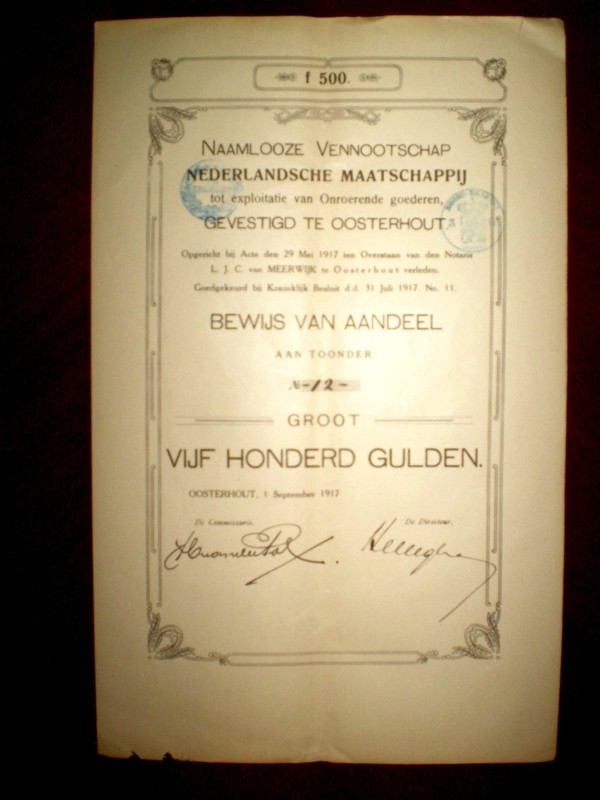 f 500.
NAAMLOOZE VENNOOTSCHAP
NEDERLANDSCHE MAATSCHAPPIJ
tot exploitatie van Onroerende goederen,
GEVESTIGD TE OOSTERHOUT.
Opgericht bij Acte den 29 Mei 1917 ten Overstaan van den Notaris
L. J. C. van MEERWIJK te Oosterhout verleden.
Goedgekeurd bij Koninklijk Besluit d.d. 31 Juli 1917. No. 11.
BEWIJS VAN AANDEEL
AAN TOONDER
№ -12-
GROOT
VIJF HONDERD GULDEN.
OOSTERHOUT, 1 September 1917
De Commissaris, De Directeur,